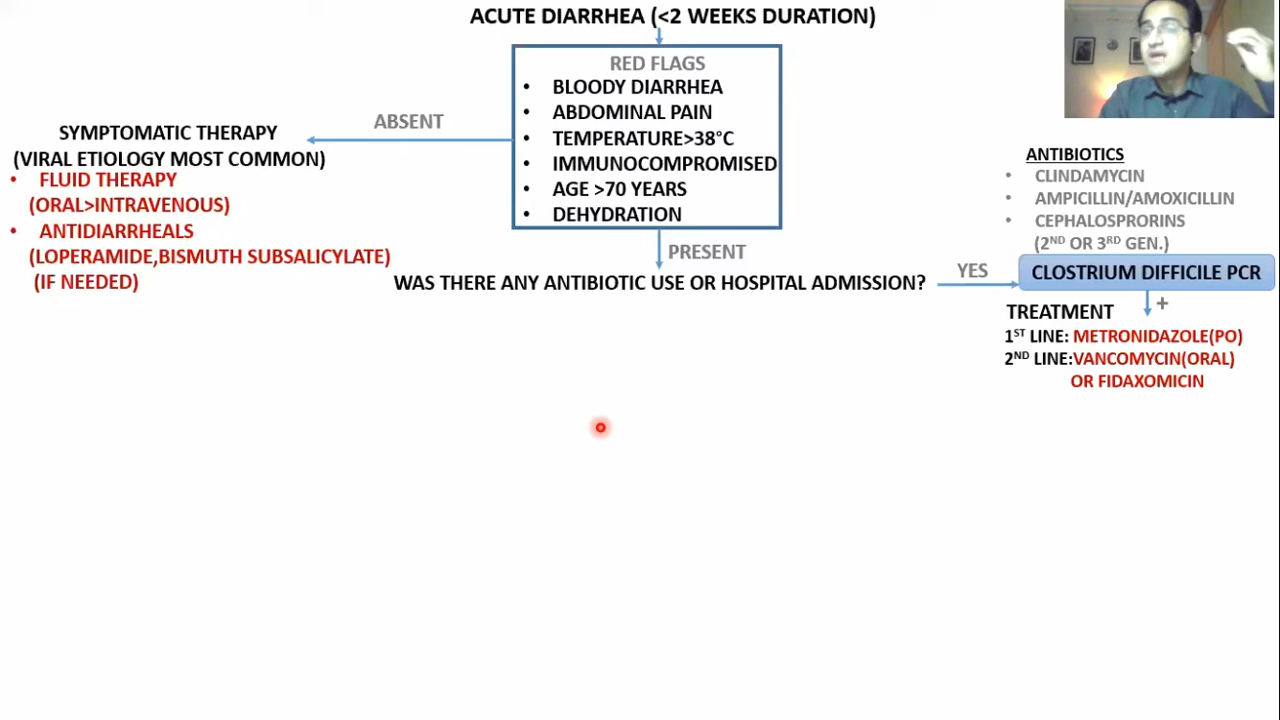 ACUTE DIARRHEA (<2 WEEKS DURATION)
RED FLAGS
• BLOODY DIARRHEA
• ABDOMINAL PAIN
• TEMPERATURE>38°C
• IMMUNOCOMPROMISED
• AGE >70 YEARS
• DEHYDRATION
ABSENT
SYMPTOMATIC THERAPY
(VIRAL ETIOLOGY MOST COMMON)
• FLUID THERAPY
(ORAL>INTRAVENOUS)
• ANTIDIARRHEALS
(LOPERAMIDE,BISMUTH SUBSALICYLATE)
(IF NEEDED)
PRESENT
WAS THERE ANY ANTIBIOTIC USE OR HOSPITAL ADMISSION?
YES
ANTIBIOTICS
• CLINDAMYCIN
• AMPICILLIN/AMOXICILLIN
• CEPHALOSPRORINS
(2ND OR 3RD GEN.)
CLOSTRIUM DIFFICILE PCR
+
TREATMENT
1ST LINE: METRONIDAZOLE(PO)
2ND LINE:VANCOMYCIN(ORAL)
OR FIDAXOMICIN